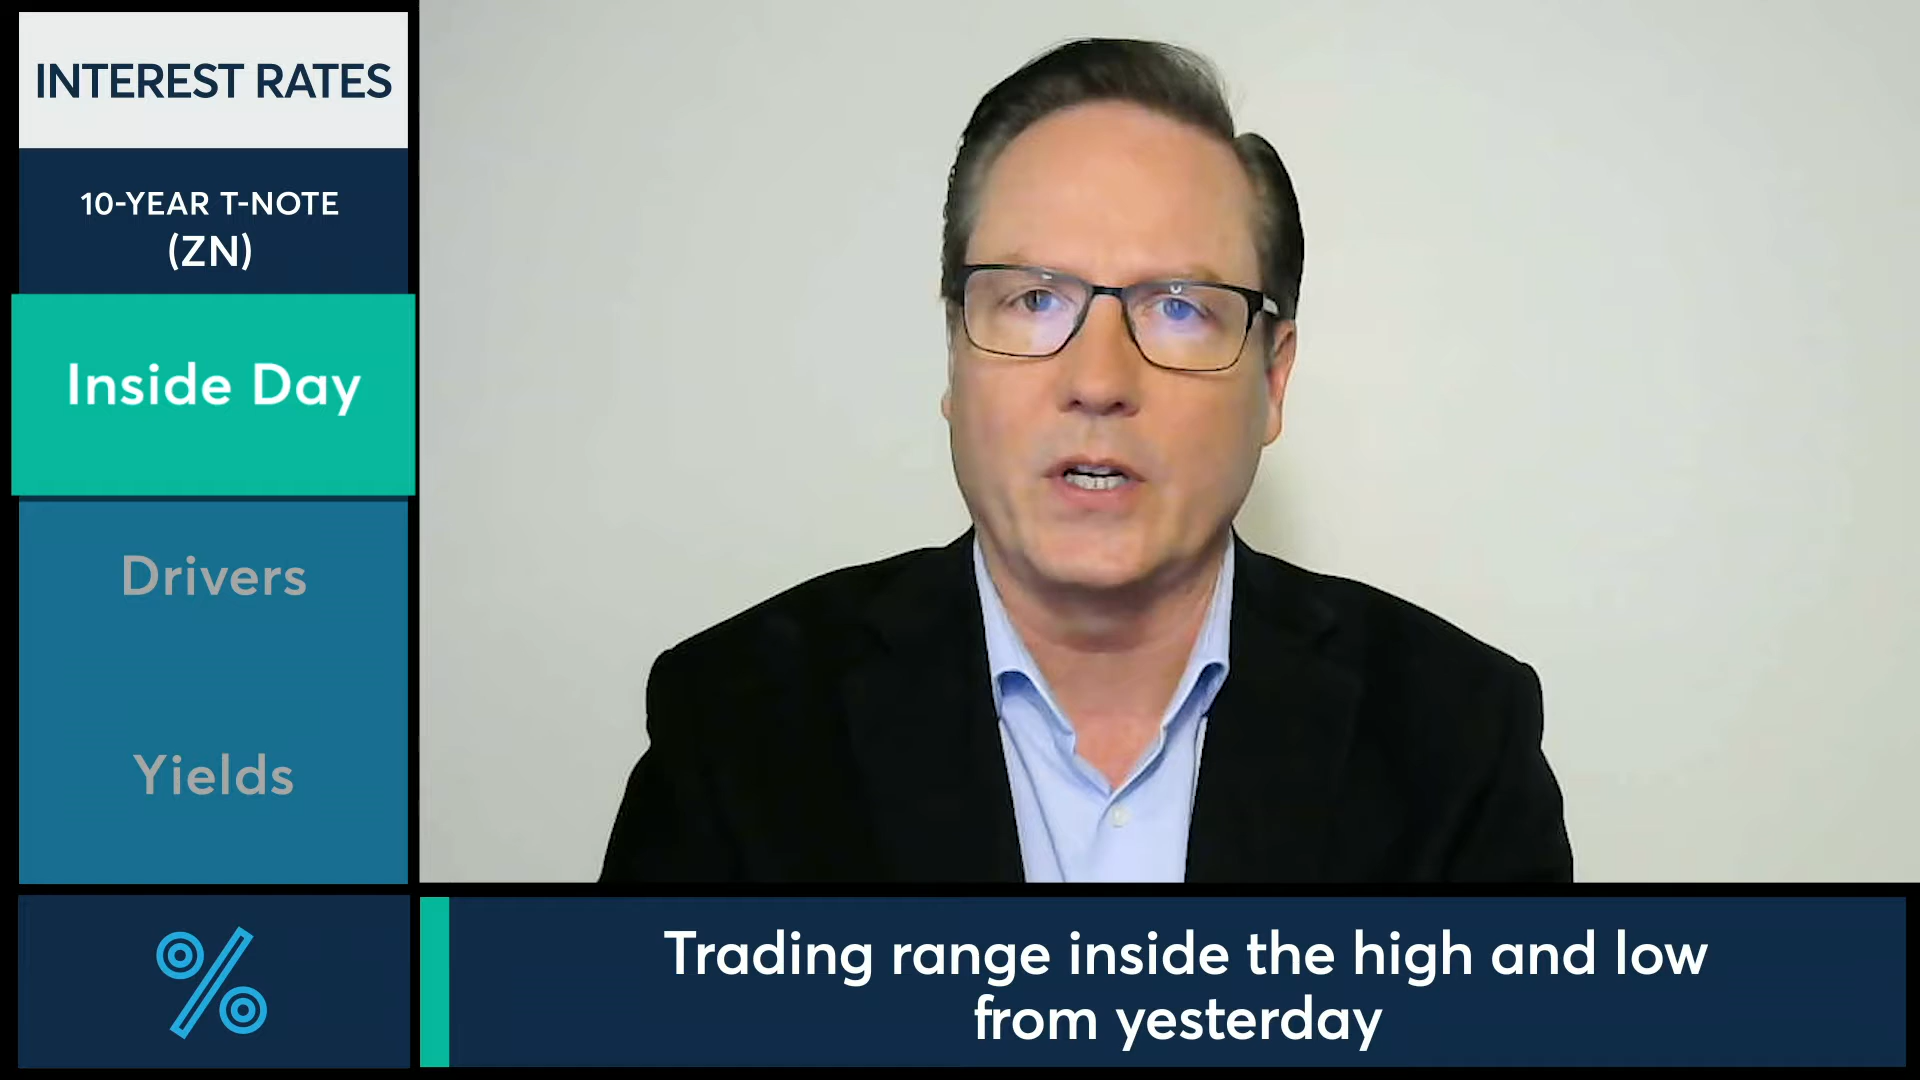 INTEREST RATES
10-YEAR T-NOTE
(ZN)
Inside Day
Drivers
Yields
%
Trading range inside the high and low
from yesterday